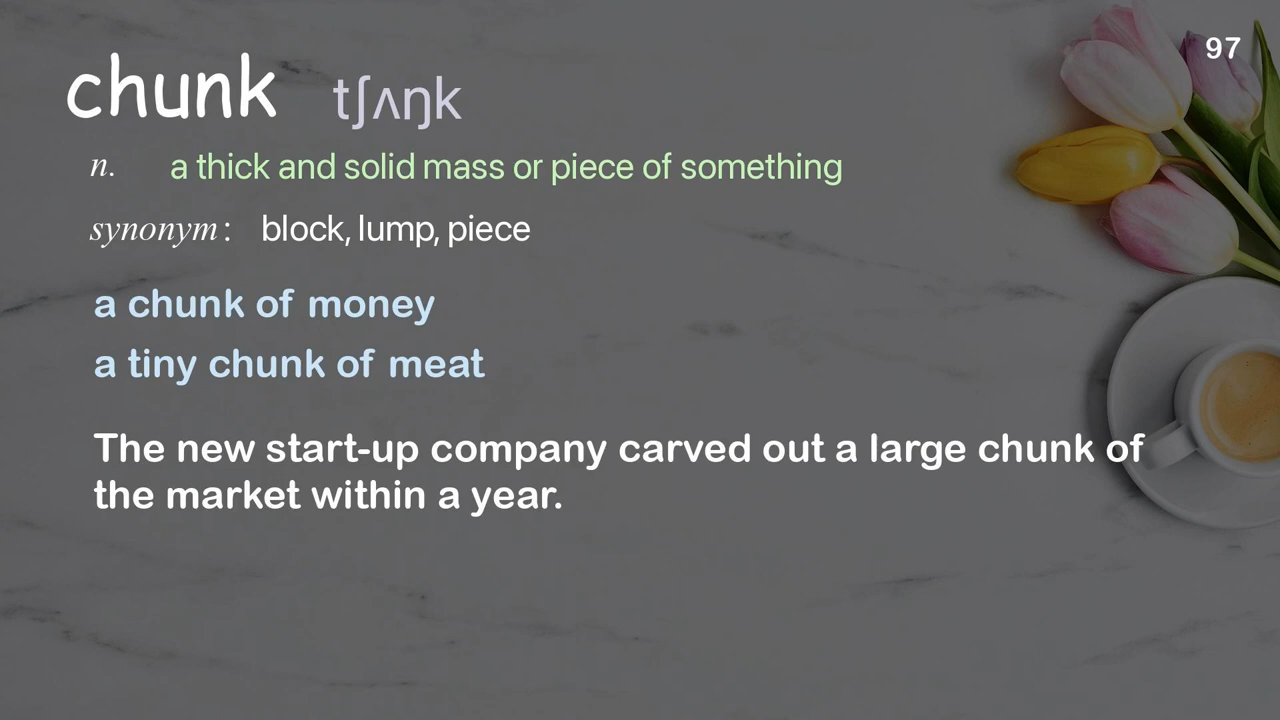 97
chunk tʃʌŋk
n. a thick and solid mass or piece of something
synonym: block, lump, piece
a chunk of money
a tiny chunk of meat
The new start-up company carved out a large chunk of
the market within a year.